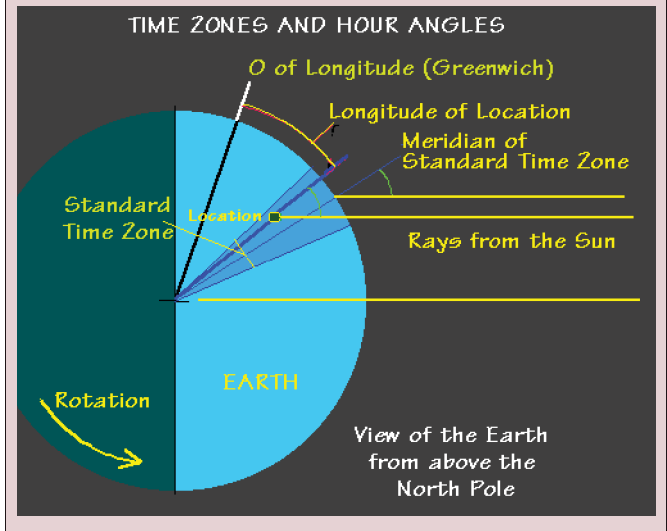 TIME ZONES AND HOUR ANGLES
O of Longitude (Greenwich)
Longitude of Location
Meridian of
Standard Time Zone
Standard
Time Zone
Location
Rays from the Sun
EARTH
Rotation
View of the Earth
from above the
North Pole